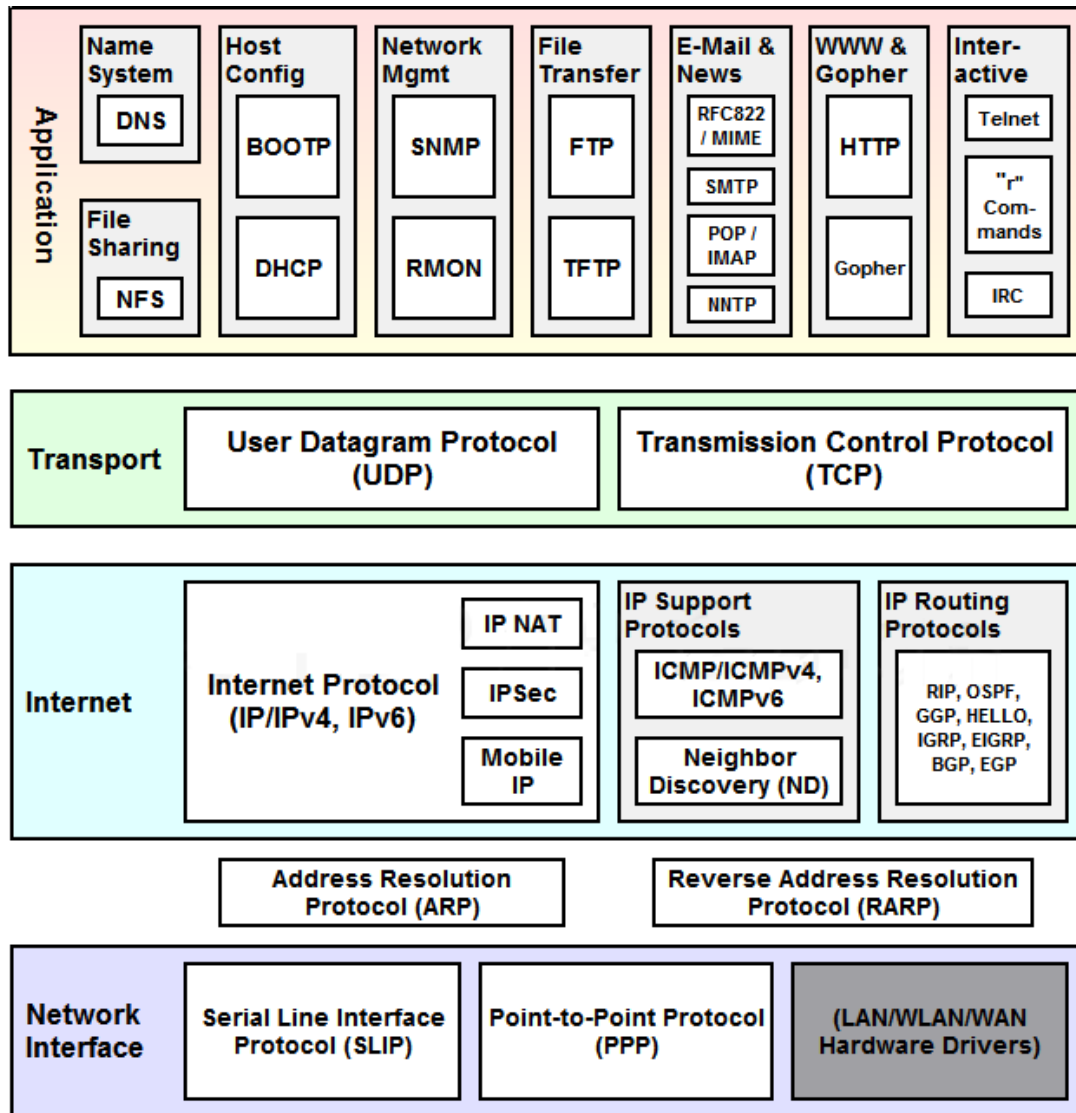 Application
Name
System
DNS
File
Sharing
NFS
Host
Config
BOOTP
DHCP
Network
Mgmt
SNMP
RMON
File
Transfer
FTP
TFTP
E-Mail &
News
RFC822
/ MIME
SMTP
POP /
IMAP
NNTP
WWW &
Gopher
HTTP
Gopher
Inter-
active
Telnet
"r"
Com-
mands
IRC
Transport
User Datagram Protocol
(UDP)
Transmission Control Protocol
(TCP)
Internet
Internet Protocol
(IP/IPv4, IPv6)
IP NAT
IPSec
Mobile
IP
IP Support
Protocols
ICMP/ICMPv4,
ICMPv6
Neighbor
Discovery (ND)
IP Routing
Protocols
RIP, OSPF,
GGP, HELLO,
IGRP, EIGRP,
BGP, EGP
Address Resolution
Protocol (ARP)
Reverse Address Resolution
Protocol (RARP)
Network
Interface
Serial Line Interface
Protocol (SLIP)
Point-to-Point Protocol
(PPP)
(LAN/WLAN/WAN
Hardware Drivers)